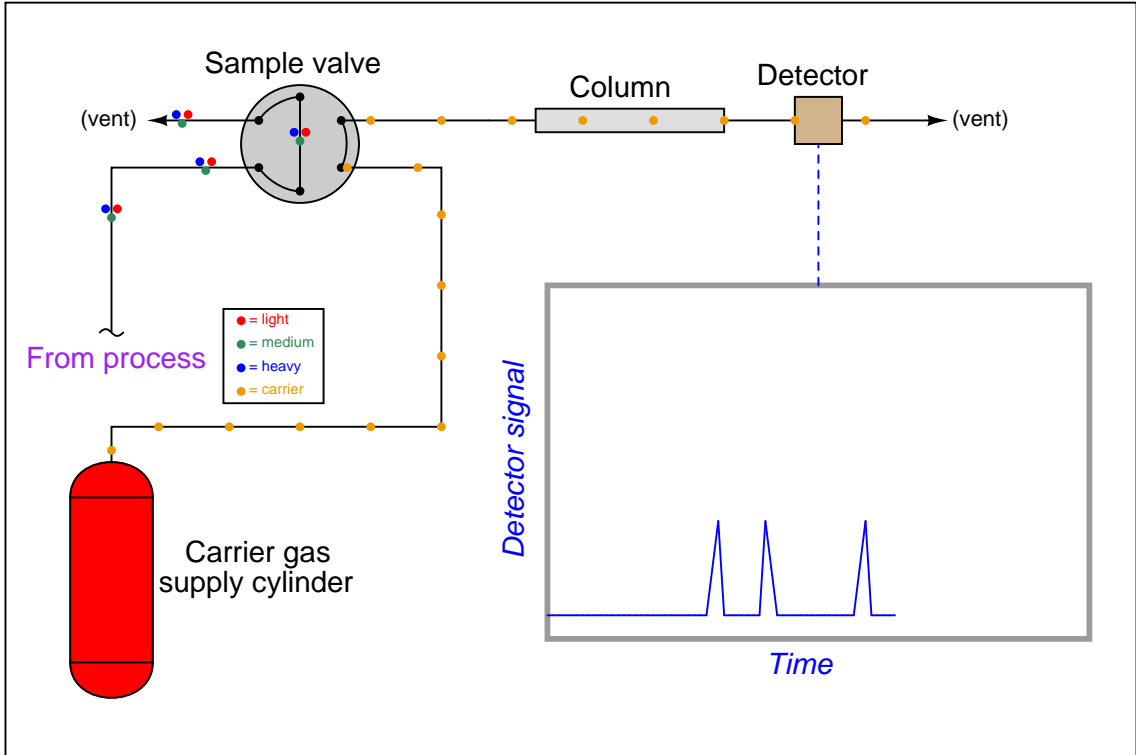 Sample valve
Column
Detector
(vent)
(vent)
= light
= medium
= heavy
= carrier
From process
Detector signal
Carrier gas
supply cylinder
Time